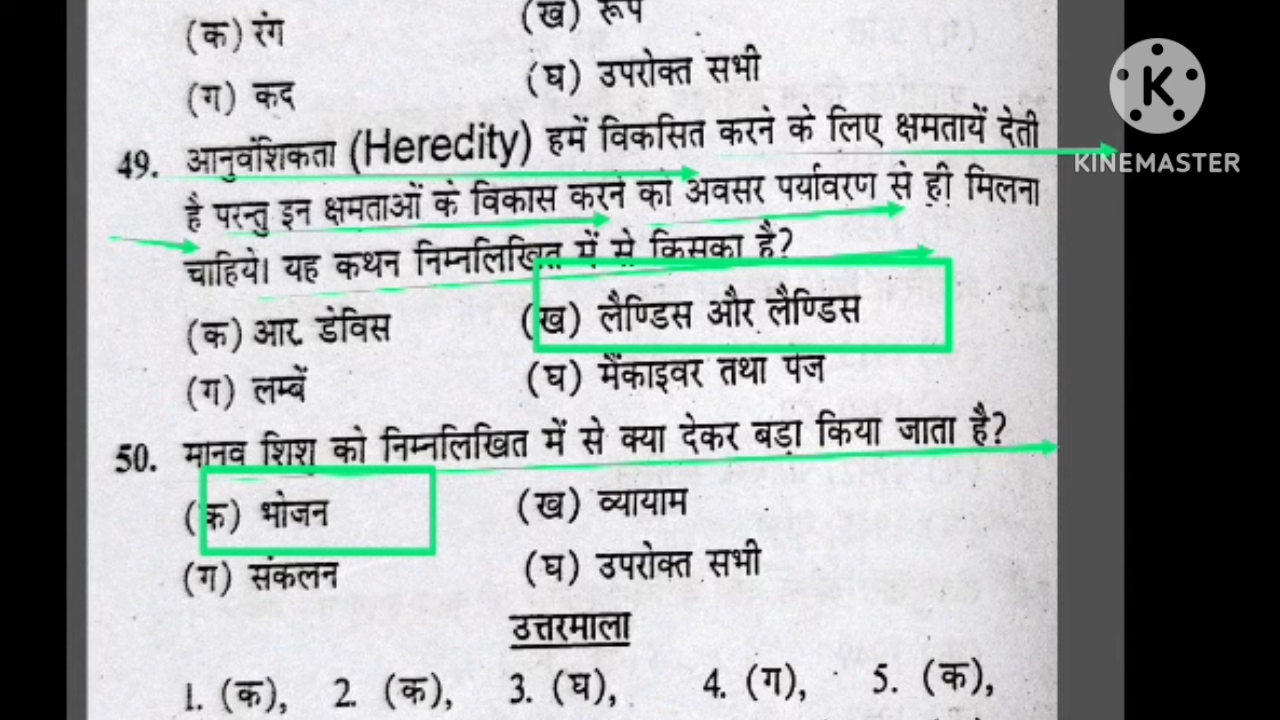 (क) रंग (ख) रूप
(ग) कद (घ) उपरोक्त सभी
49. आनुवंशिकता (Heredity) हमें विकसित करने के लिए क्षमतायें देती
है परन्तु इन क्षमताओं के विकास करने को अवसर पर्यावरण से ही मिलना
चाहिये। यह कथन निम्नलिखित में से किसका है?
(क) आर. डेविस (ख) लैण्डिस और लैण्डिस
(ग) लम्बें (घ) मैंकाइवर तथा पेज
50. मानव शिशु को निम्नलिखित में से क्या देकर बड़ा किया जाता है?
(क) भोजन (ख) व्यायाम
(ग) संकलन (घ) उपरोक्त सभी
उत्तरमाला
1. (क), 2. (क), 3. (घ), 4. (ग), 5. (क),
K
KINEMASTER